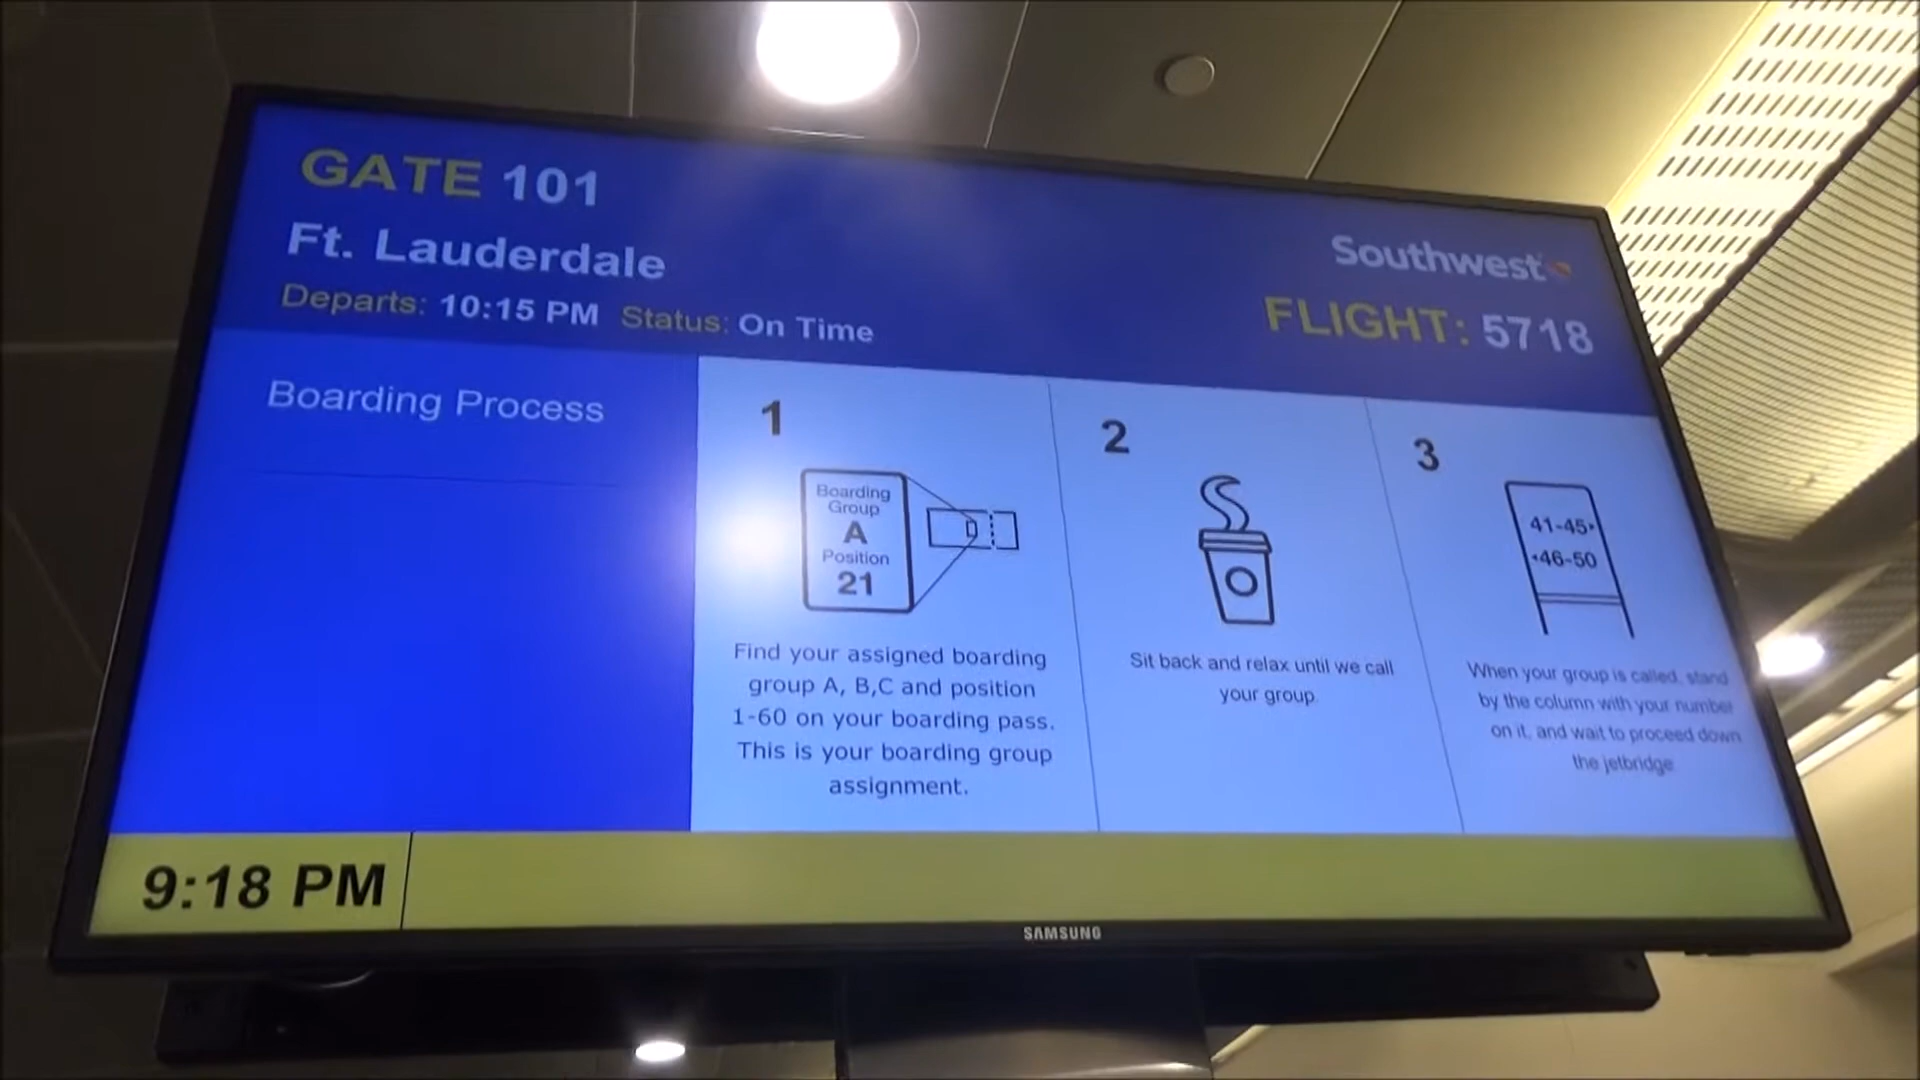 GATE 101
Ft. Lauderdale
Departs: 10:15 PM Status: On Time
Southwest
FLIGHT: 5718
Boarding Process
1
Boarding
Group
A
Position
21
Find your assigned boarding
group A, B,C and position
1-60 on your boarding pass.
This is your boarding group
assignment.
2
Sit back and relax until we call
your group.
3
41-45
46-50
When your group is called, stand
by the column with your number
on it, and wait to proceed down
the jetbridge
9:18 PM
SAMSUNG